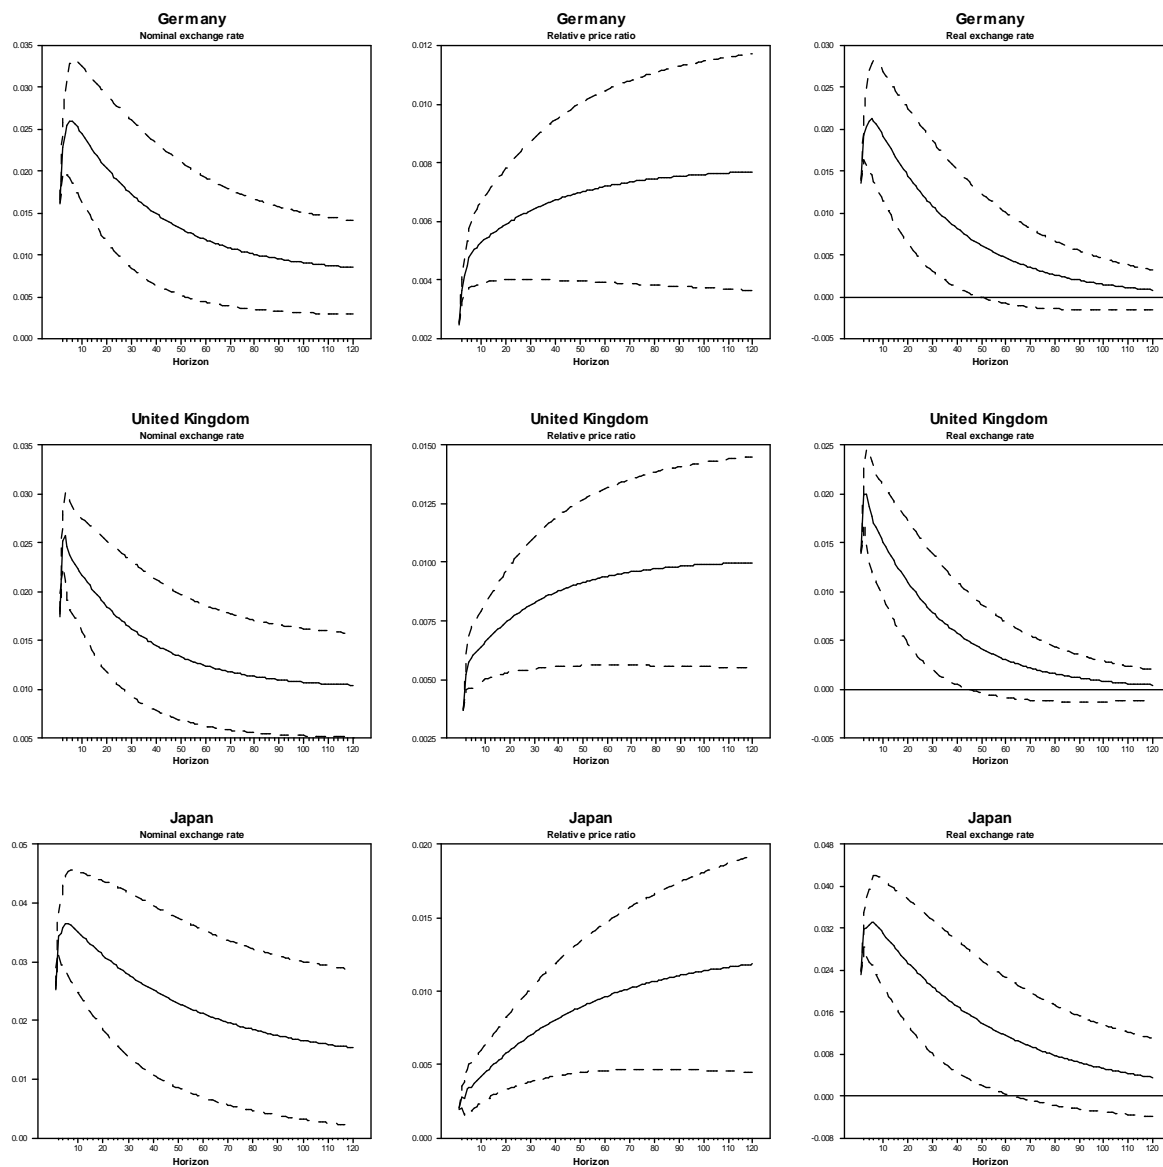 Germany
Nominal exchange rate
0.035
0.030
0.025
0.020
0.015
0.010
0.005
0.000
10 20 30 40 50 60 70 80 90 100 110 120
Horizon
Germany
Relative price ratio
0.012
0.010
0.008
0.006
0.004
0.002
10 20 30 40 50 60 70 80 90 100 110 120
Horizon
Germany
Real exchange rate
0.030
0.025
0.020
0.015
0.010
0.005
0.000
-0.005
10 20 30 40 50 60 70 80 90 100 110 120
Horizon
United Kingdom
Nominal exchange rate
0.035
0.030
0.025
0.020
0.015
0.010
0.005
10 20 30 40 50 60 70 80 90 100 110 120
Horizon
United Kingdom
Relative price ratio
0.0150
0.0125
0.0100
0.0075
0.0050
0.0025
10 20 30 40 50 60 70 80 90 100 110 120
Horizon
United Kingdom
Real exchange rate
0.025
0.020
0.015
0.010
0.005
0.000
-0.005
10 20 30 40 50 60 70 80 90 100 110 120
Horizon
Japan
Nominal exchange rate
0.05
0.04
0.03
0.02
0.01
0.00
10 20 30 40 50 60 70 80 90 100 110 120
Horizon
Japan
Relative price ratio
0.020
0.015
0.010
0.005
0.000
10 20 30 40 50 60 70 80 90 100 110 120
Horizon
Japan
Real exchange rate
0.048
0.040
0.032
0.024
0.016
0.008
0.000
-0.008
10 20 30 40 50 60 70 80 90 100 110 120
Horizon